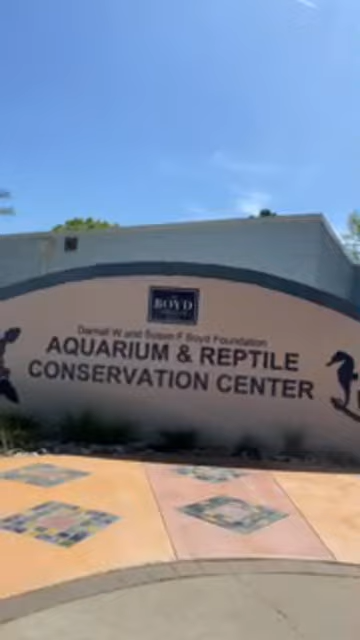 BOYD
Darnall W and Susan F Boyd Foundation
AQUARIUM & REPTILE
CONSERVATION CENTER